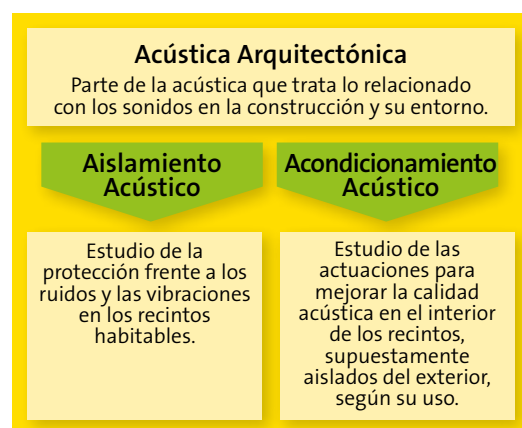 Acústica Arquitectónica
Parte de la acústica que trata lo relacionado
con los sonidos en la construcción y su entorno.
Aislamiento
Acústico
Acondicionamiento
Acústico
Estudio de la
protección frente a los
ruidos y las vibraciones
en los recintos
habitables.
Estudio de las
actuaciones para
mejorar la calidad
acústica en el interior
de los recintos,
supuestamente
aislados del exterior,
según su uso.